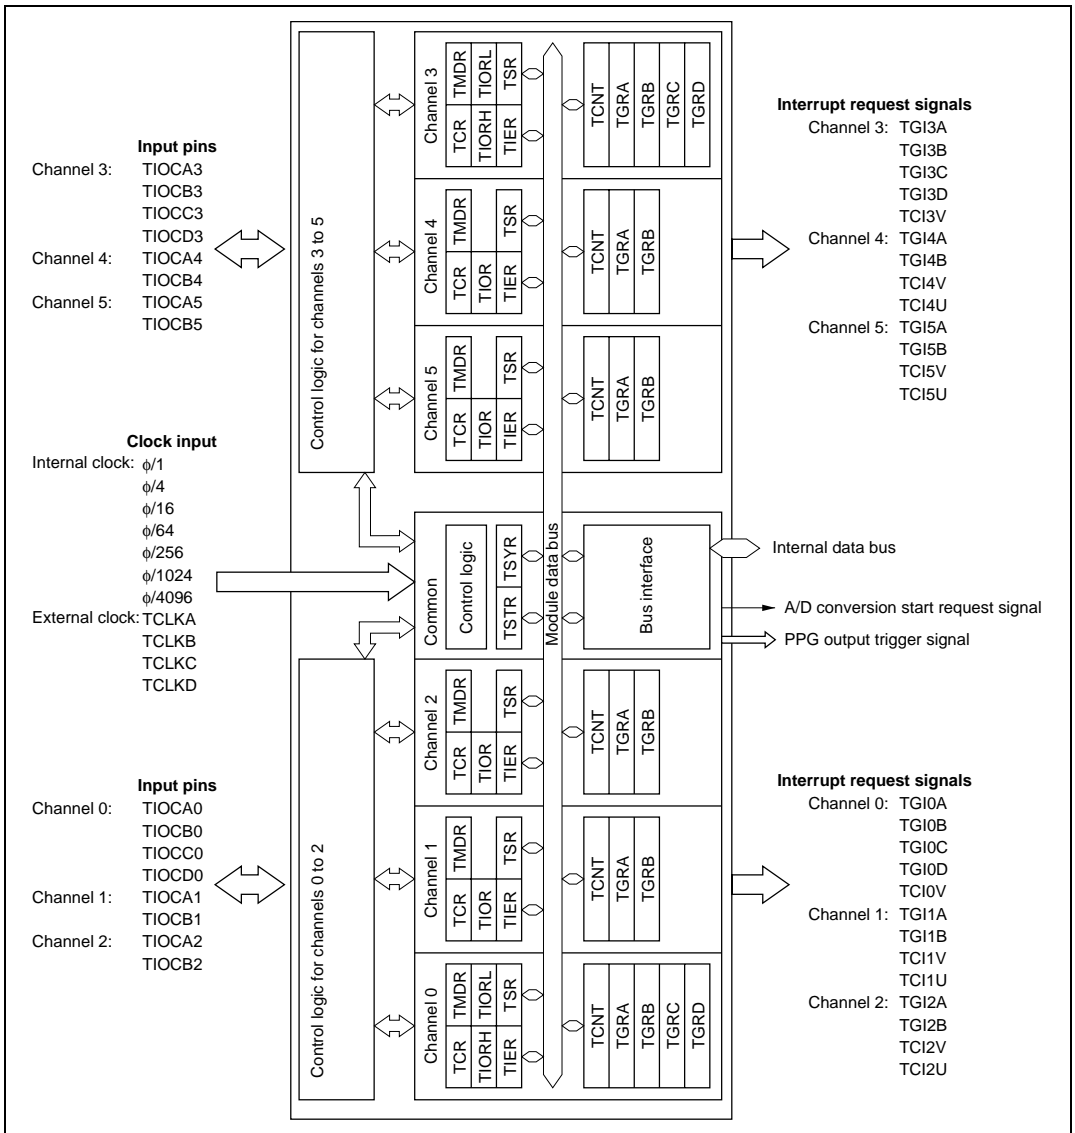 Input pins
Channel 3: TIOCA3
TIOCB3
TIOCC3
TIOCD3
Channel 4: TIOCA4
TIOCB4
Channel 5: TIOCA5
TIOCB5
Clock input
Internal clock: ϕ/1
ϕ/4
ϕ/16
ϕ/64
ϕ/256
ϕ/1024
ϕ/4096
External clock: TCLKA
TCLKB
TCLKC
TCLKD
Input pins
Channel 0: TIOCA0
TIOCB0
TIOCC0
TIOCD0
Channel 1: TIOCA1
TIOCB1
Channel 2: TIOCA2
TIOCB2
Control logic for channels 3 to 5
Control logic for channels 0 to 2
Channel 3
TCR TMDR
TIORH TIORL
TIER TSR
TCNT
TGRA
TGRB
TGRC
TGRD
Channel 4
TCR TMDR
TIOR
TIER TSR
TCNT
TGRA
TGRB
Channel 5
TCR TMDR
TIOR
TIER TSR
TCNT
TGRA
TGRB
Common
Control logic
TSTR TSYR
Module data bus
Bus interface
Channel 2
TCR TMDR
TIOR
TIER TSR
TCNT
TGRA
TGRB
Channel 1
TCR TMDR
TIOR
TIER TSR
TCNT
TGRA
TGRB
Channel 0
TCR TMDR
TIORH TIORL
TIER TSR
TCNT
TGRA
TGRB
TGRC
TGRD
Interrupt request signals
Channel 3: TGI3A
TGI3B
TGI3C
TGI3D
TCI3V
Channel 4: TGI4A
TGI4B
TCI4V
TCI4U
Channel 5: TGI5A
TGI5B
TCI5V
TCI5U
Internal data bus
A/D conversion start request signal
PPG output trigger signal
Interrupt request signals
Channel 0: TGI0A
TGI0B
TGI0C
TGI0D
TCI0V
Channel 1: TGI1A
TGI1B
TCI1V
TCI1U
Channel 2: TGI2A
TGI2B
TCI2V
TCI2U